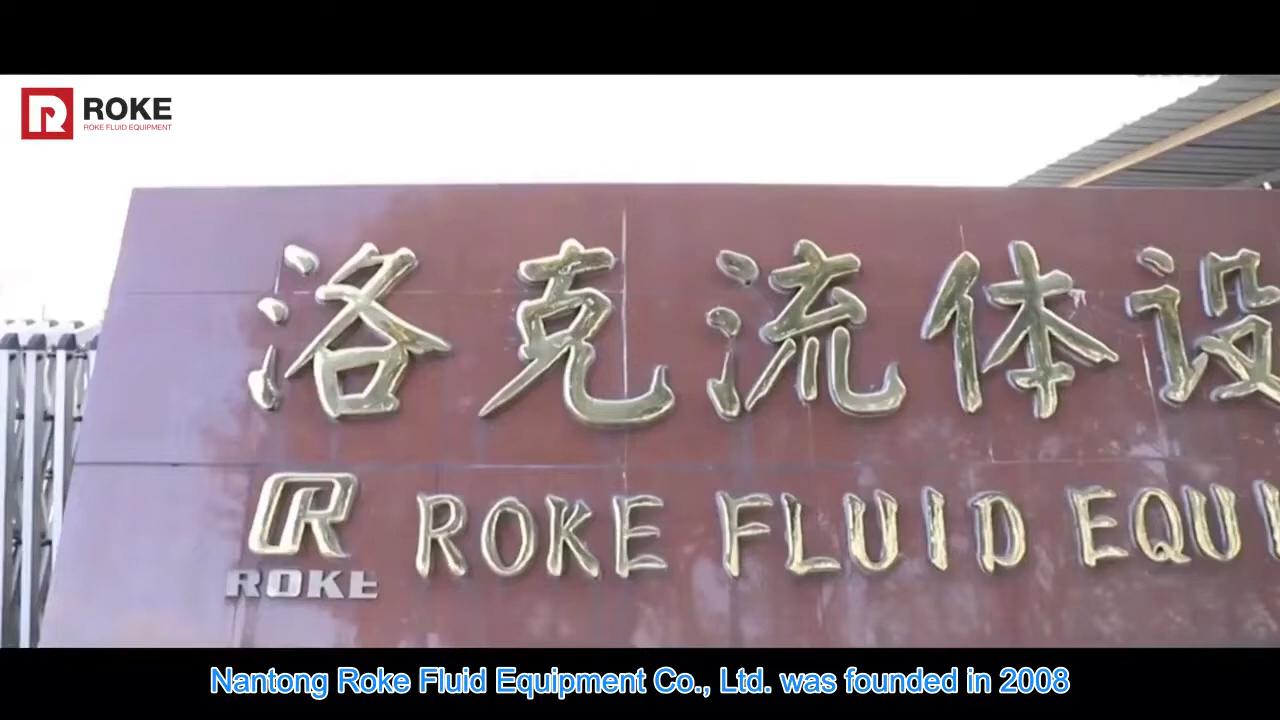 ROKE
ROKE FLUID EQUIPMENT
洛克流体设
R
ROKE
ROKE FLUID EQUI
Nantong Roke Fluid Equipment Co., Ltd. was founded in 2008